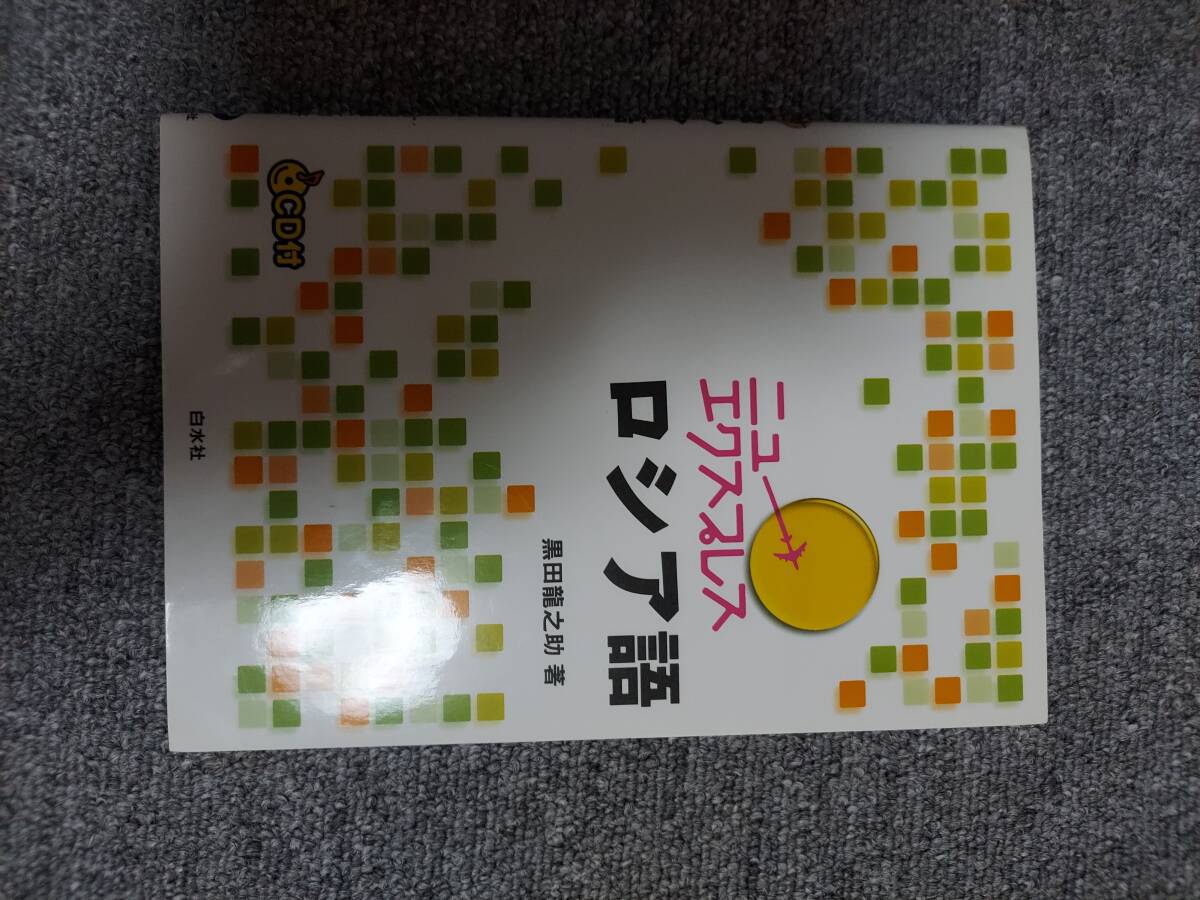 ニュー
エクスプレス
ロシア語
黒田龍之助 著
CD付
白水社
社